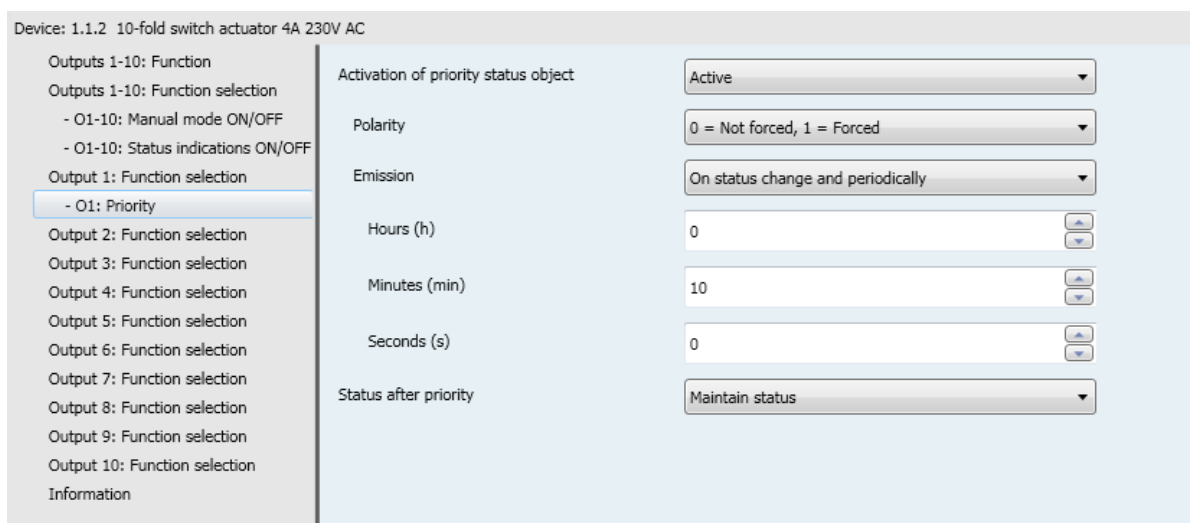 Device: 1.1.2 10-fold switch actuator 4A 230V AC
Outputs 1-10: Function
Outputs 1-10: Function selection
- O1-10: Manual mode ON/OFF
- O1-10: Status indications ON/OFF
Output 1: Function selection
- O1: Priority
Output 2: Function selection
Output 3: Function selection
Output 4: Function selection
Output 5: Function selection
Output 6: Function selection
Output 7: Function selection
Output 8: Function selection
Output 9: Function selection
Output 10: Function selection
Information
Activation of priority status object Active
Polarity 0 = Not forced, 1 = Forced
Emission On status change and periodically
Hours (h) 0
Minutes (min) 10
Seconds (s) 0
Status after priority Maintain status